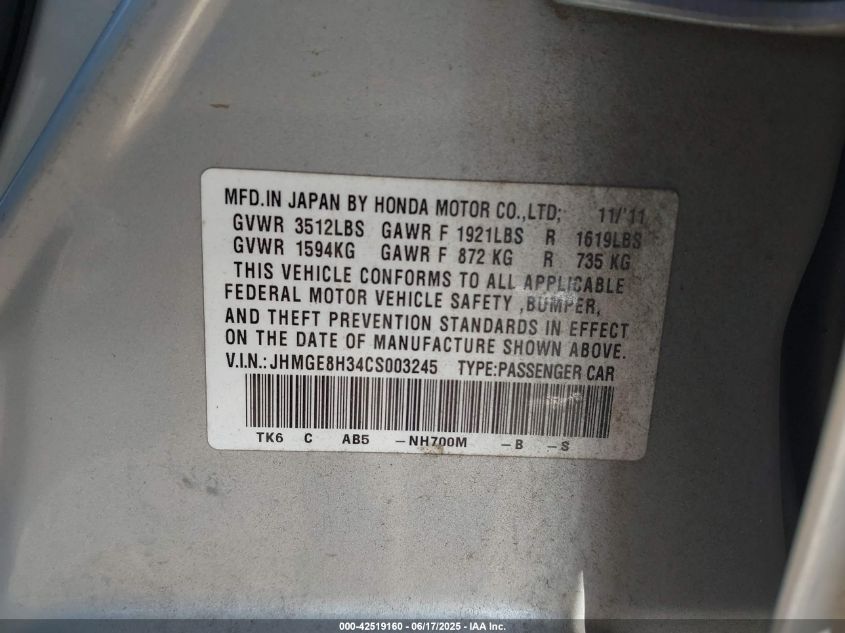 MFD.IN JAPAN BY HONDA MOTOR CO.,LTD; 11/'11
GVWR 3512LBS GAWR F 1921LBS R 1619LBS
GVWR 1594KG GAWR F 872 KG R 735 KG
THIS VEHICLE CONFORMS TO ALL APPLICABLE
FEDERAL MOTOR VEHICLE SAFETY ,BUMPER,
AND THEFT PREVENTION STANDARDS IN EFFECT
ON THE DATE OF MANUFACTURE SHOWN ABOVE.
V.I.N.:JHMGE8H34CS003245 TYPE:PASSENGER CAR
TK6 C AB5 -NH700M -B -S
000-42519160 - 06/17/2025 - IAA Inc.